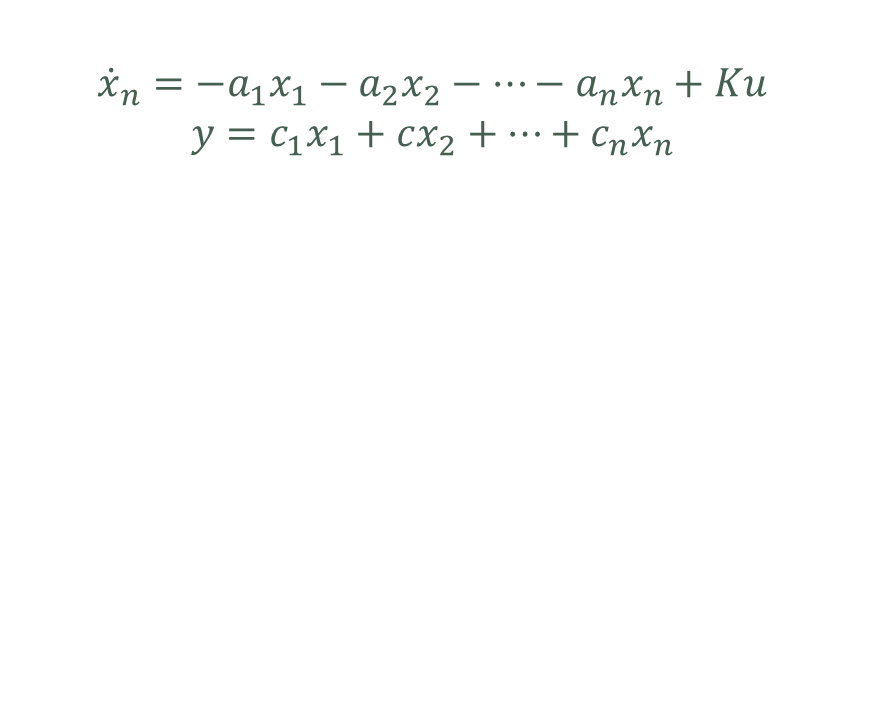 ẋₙ = −a₁x₁ − a₂x₂ − ⋯ − aₙxₙ + Ku
y = c₁x₁ + cx₂ + ⋯ + cₙxₙ